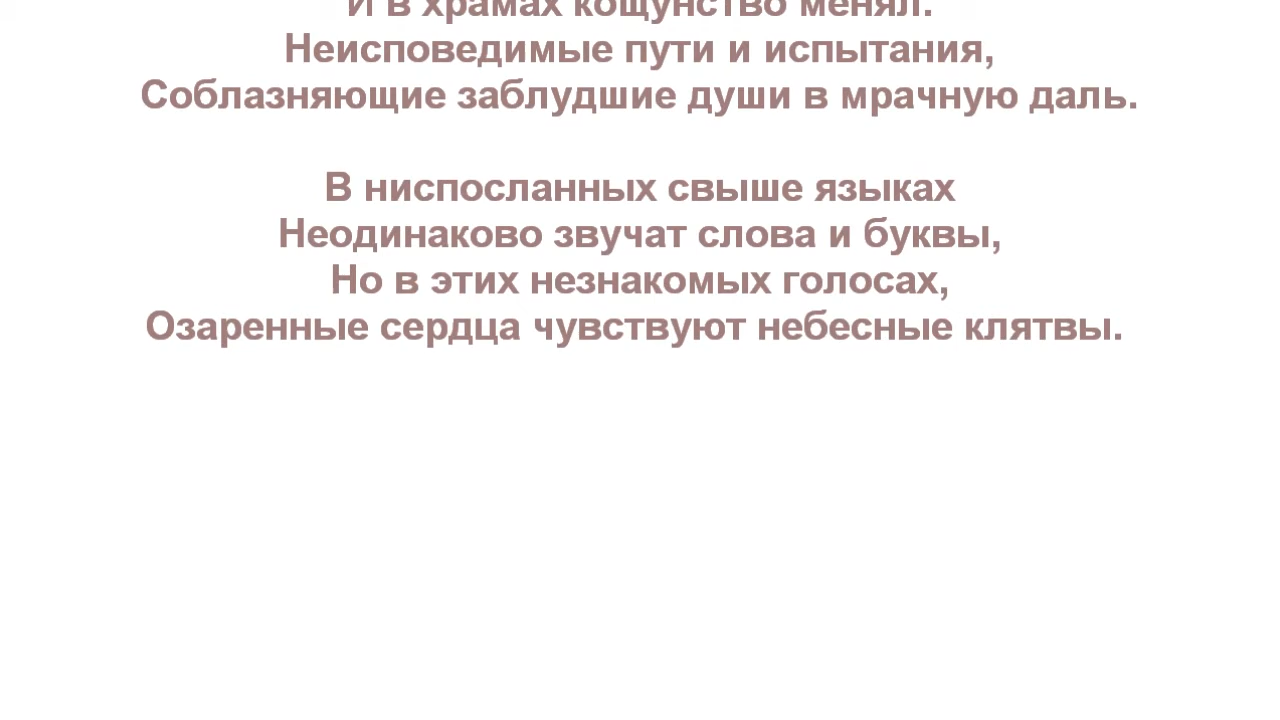 И в храмах кощунство менял.
Неисповедимые пути и испытания,
Соблазняющие заблудшие души в мрачную даль.
В ниспосланных свыше языках
Неодинаково звучат слова и буквы,
Но в этих незнакомых голосах,
Озаренные сердца чувствуют небесные клятвы.